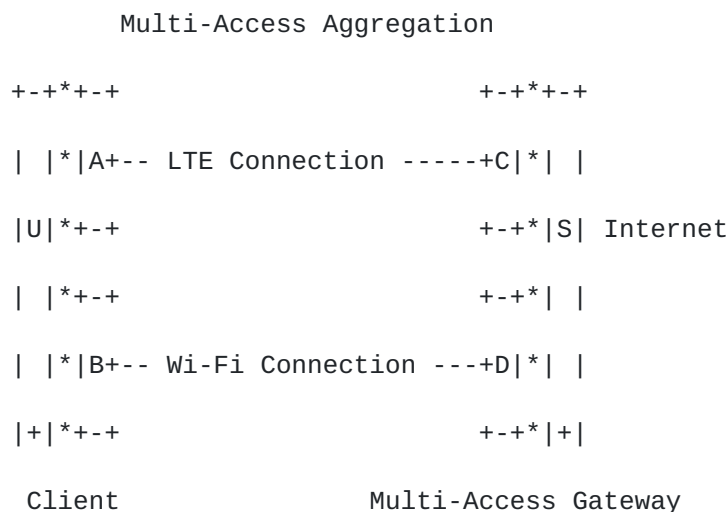 Multi-Access Aggregation
+-+*+-+                       +-+*+-+
| |*|A+-- LTE Connection -----+C|*| |
|U|*+-+                       +-+*|S| Internet
| |*+-+                       +-+*| |
| |*|B+-- Wi-Fi Connection ---+D|*| |
|+|*+-+                       +-+*|+|
Client                Multi-Access Gateway